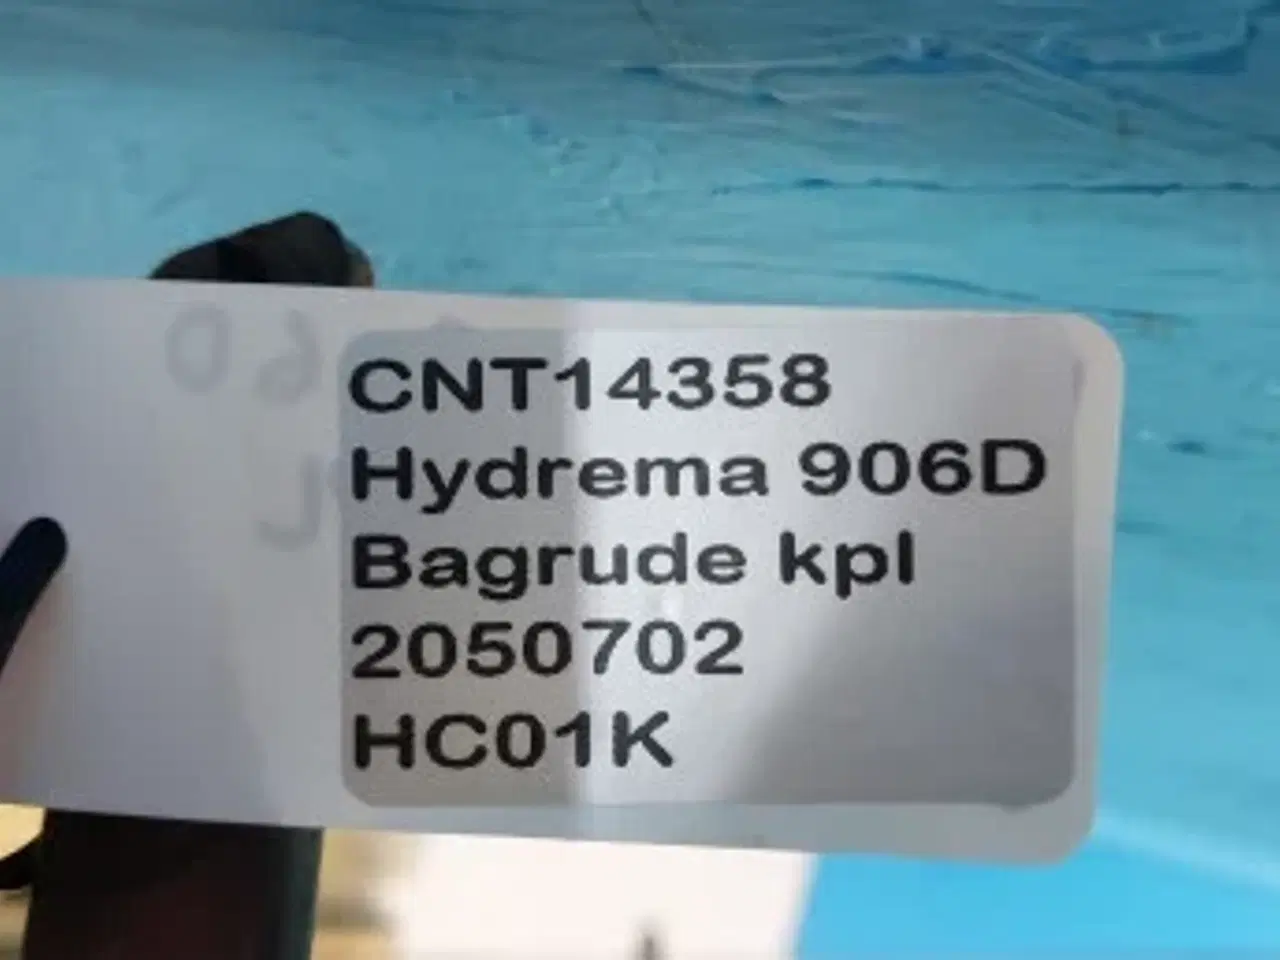 CNT14358
Hydrema 906D
Bagrude kpl
2050702
HC01K